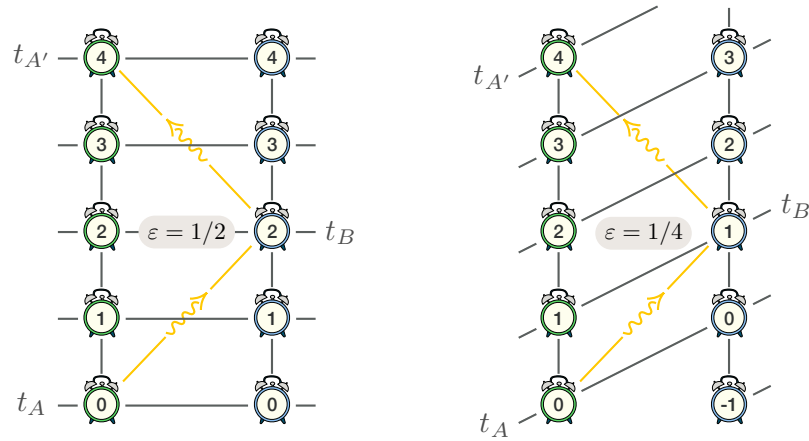 t_{A'} 4 4
3 3
2 ε = 1/2 2 t_B
1 1
t_A 0 0
t_{A'} 4 3
3 2
2 ε = 1/4 1 t_B
1 0
t_A 0 -1